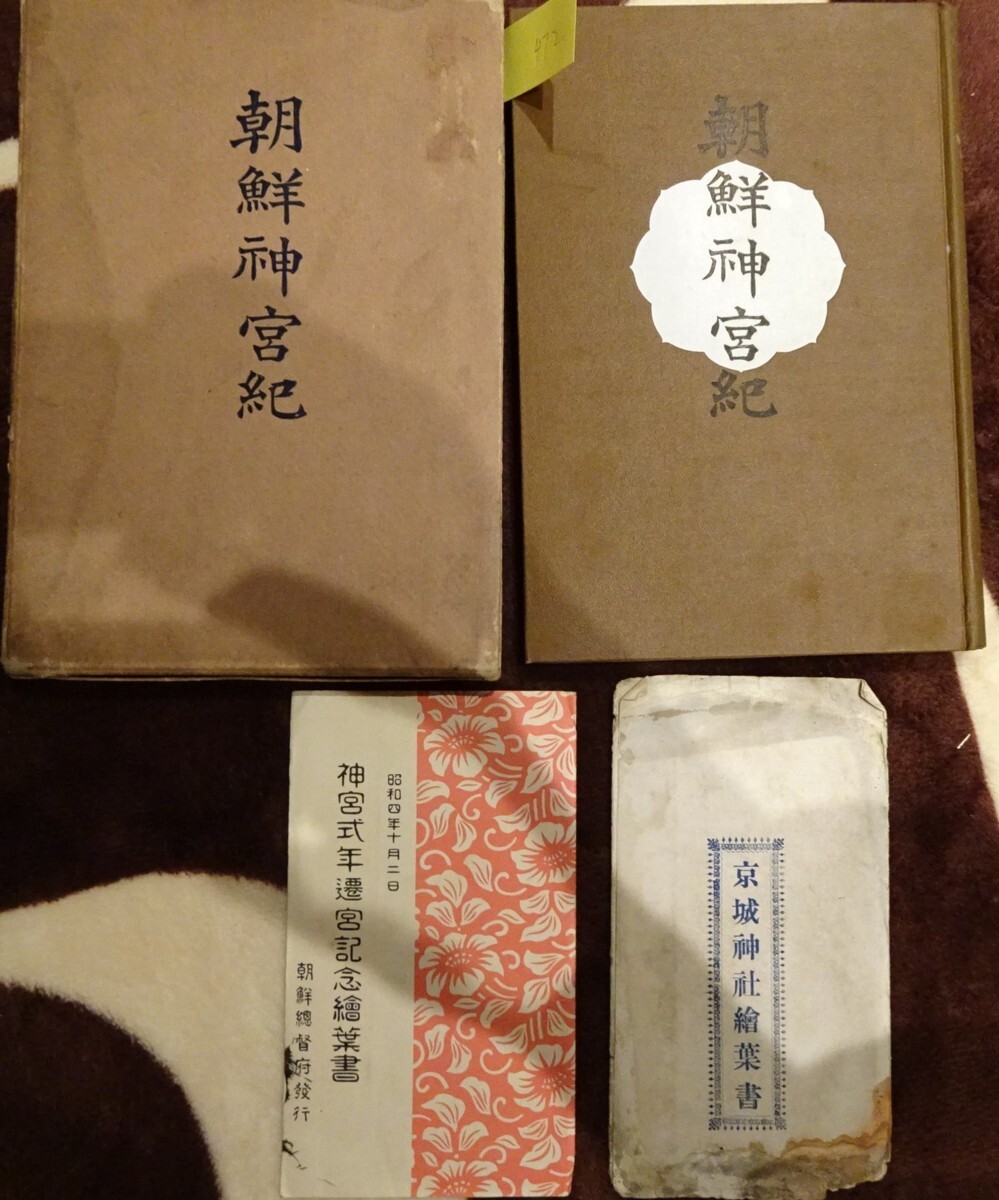 朝鮮神宮紀
472
朝鮮神宮紀
昭和四年十月二日
神宮式年遷宮記念繪葉書
朝鮮總督府發行
京城神社繪葉書